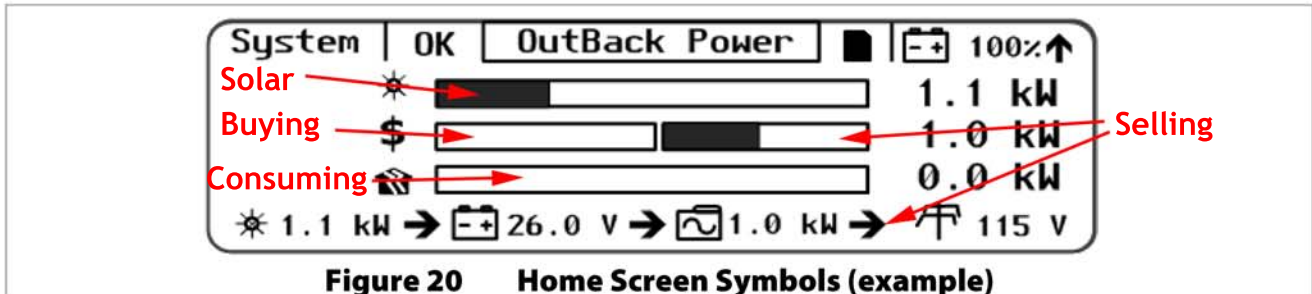 System OK OutBack Power 100%
Solar 1.1 kW
Buying $ 1.0 kW Selling
Consuming 0.0 kW
1.1 kW 26.0 V 1.0 kW 115 V
Figure 20 Home Screen Symbols (example)